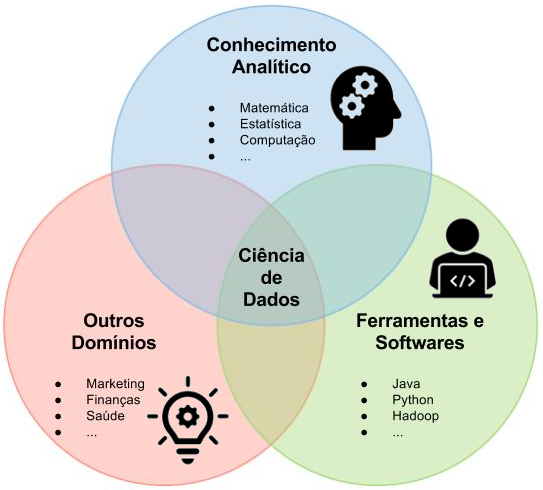 Conhecimento
Analítico
● Matemática
● Estatística
● Computação
● ...
Ciência
de
Dados
Outros
Domínios
● Marketing
● Finanças
● Saúde
● ...
Ferramentas e
Softwares
● Java
● Python
● Hadoop
● ...
</>